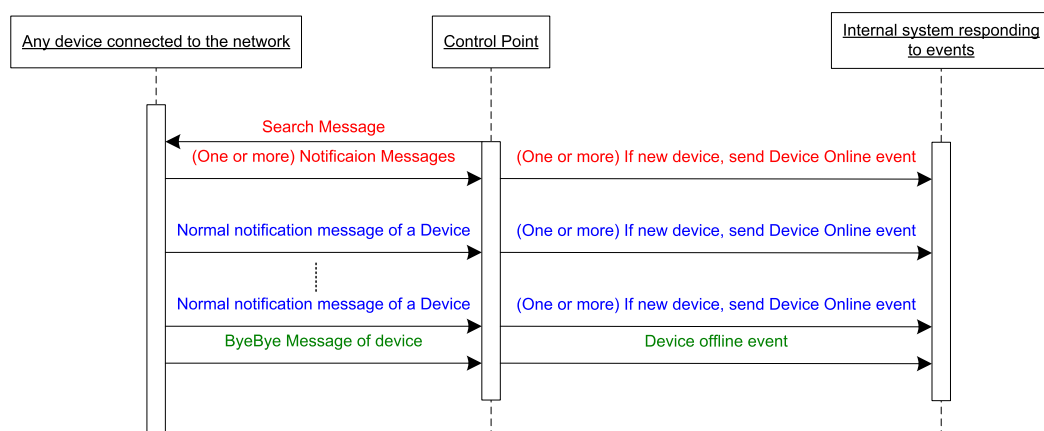 Any device connected to the network
Control Point
Internal system responding
to events
Search Message
(One or more) Notificaion Messages
(One or more) If new device, send Device Online event
Normal notification message of a Device
(One or more) If new device, send Device Online event
Normal notification message of a Device
(One or more) If new device, send Device Online event
ByeBye Message of device
Device offline event